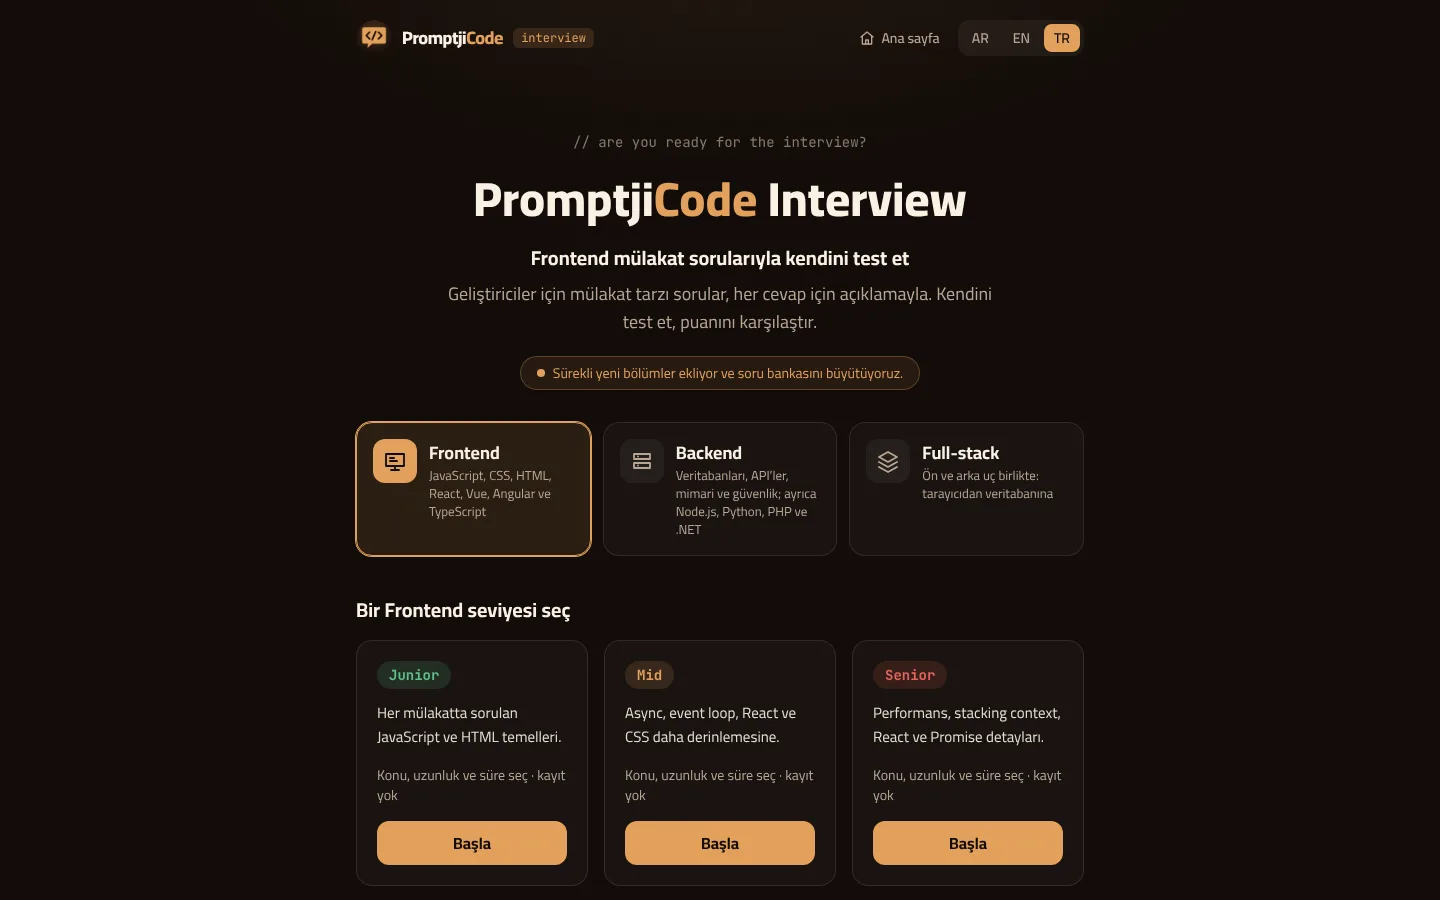 PromptjiCode interview
Ana sayfa
AR EN TR
// are you ready for the interview?
PromptjiCode Interview
Frontend mülakat sorularıyla kendini test et
Geliştiriciler için mülakat tarzı sorular, her cevap için açıklamayla. Kendini
test et, puanını karşılaştır.
Sürekli yeni bölümler ekliyor ve soru bankasını büyütüyoruz.
Frontend
JavaScript, CSS, HTML,
React, Vue, Angular ve
TypeScript
Backend
Veritabanları, API'ler,
mimari ve güvenlik; ayrıca
Node.js, Python, PHP ve
.NET
Full-stack
Ön ve arka uç birlikte:
tarayıcıdan veritabanına
Bir Frontend seviyesi seç
Junior
Her mülakatta sorulan
JavaScript ve HTML temelleri.
Konu, uzunluk ve süre seç · kayıt
yok
Başla
Mid
Async, event loop, React ve
CSS daha derinlemesine.
Konu, uzunluk ve süre seç · kayıt
yok
Başla
Senior
Performans, stacking context,
React ve Promise detayları.
Konu, uzunluk ve süre seç · kayıt
yok
Başla